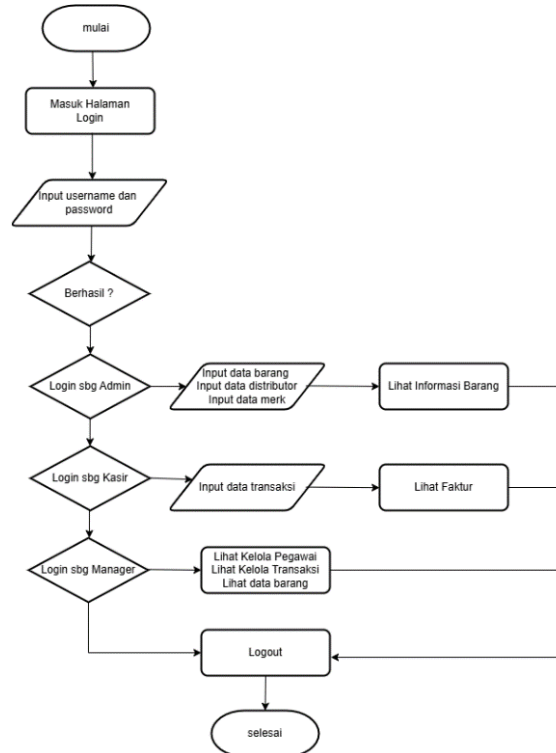 mulai
Masuk Halaman
Login
Input username dan
password
Berhasil ?
Login sbg Admin
Input data barang
Input data distributor
Input data merk
Lihat Informasi Barang
Login sbg Kasir
Input data transaksi
Lihat Faktur
Login sbg Manager
Lihat Kelola Pegawai
Lihat Kelola Transaksi
Lihat data barang
Logout
selesai